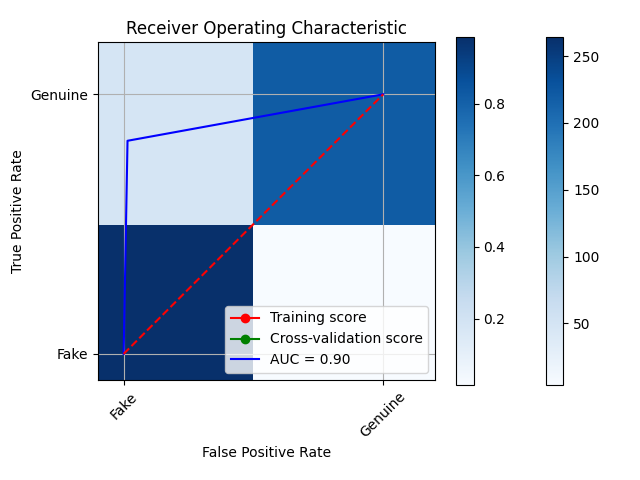 Receiver Operating Characteristic
True Positive Rate
Genuine
Fake
Training score
Cross-validation score
AUC = 0.90
Fake
Genuine
False Positive Rate
0.8
0.6
0.4
0.2
250
200
150
100
50